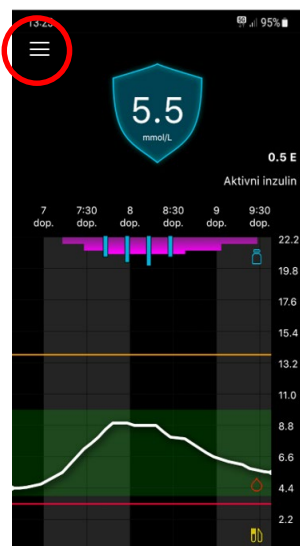 95%
5.5
mmol/L
0.5 E
Aktivni inzulin
7 7:30 8 8:30 9 9:30
dop. dop. dop. dop. dop. dop.
22.2
19.8
17.6
15.4
13.2
11.0
8.8
6.6
4.4
2.2